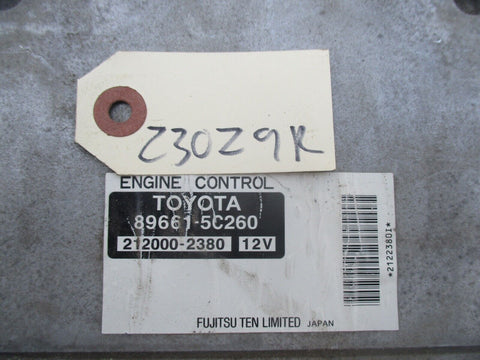 Z30Z9K
ENGINE CONTROL
TOYOTA
89661-5C260
212000-2380 12V
*2122380I*
FUJITSU TEN LIMITED JAPAN